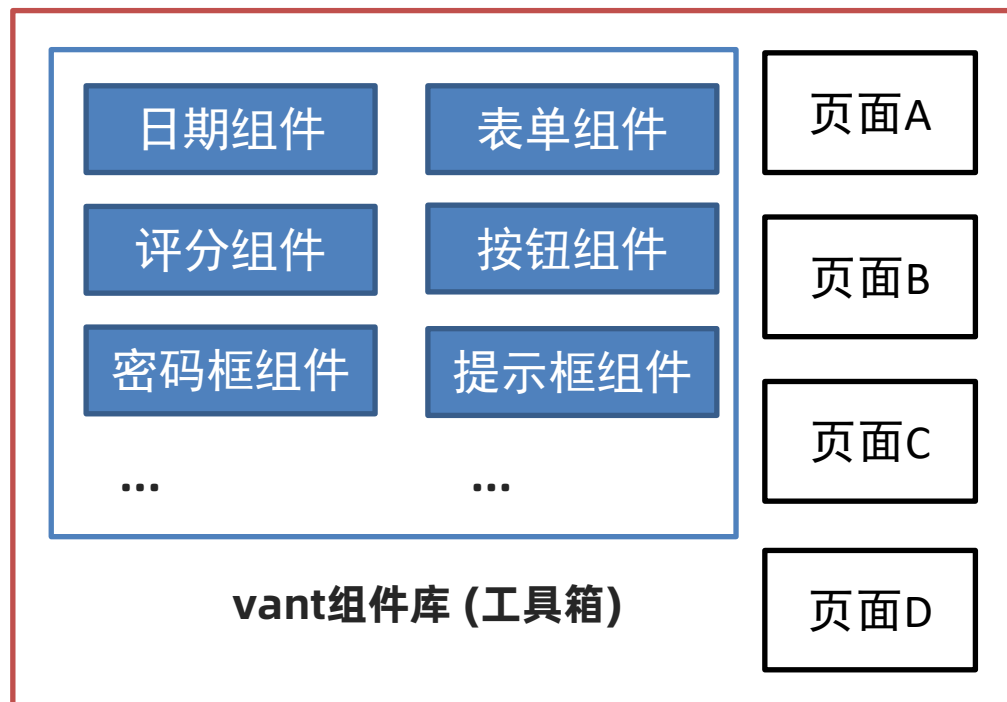 日期组件
表单组件
评分组件
按钮组件
密码框组件
提示框组件
...
...
vant组件库 (工具箱)
页面A
页面B
页面C
页面D